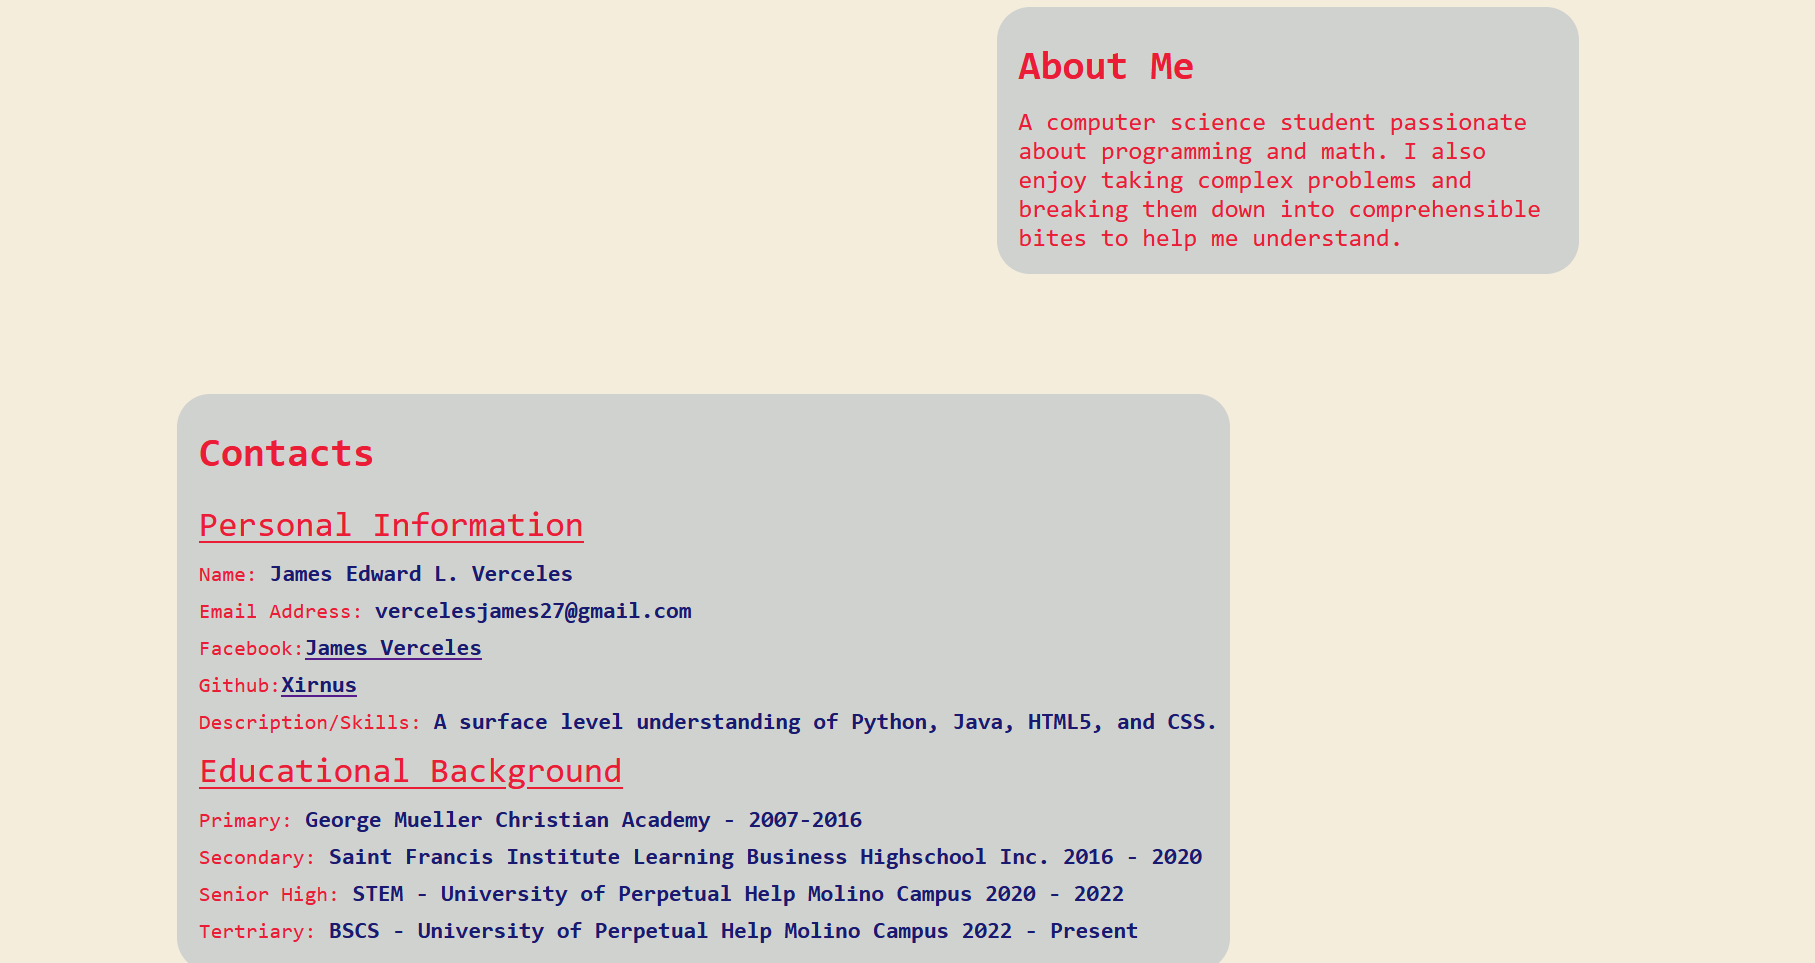 About Me
A computer science student passionate
about programming and math. I also
enjoy taking complex problems and
breaking them down into comprehensible
bites to help me understand.
Contacts
Personal Information
Name: James Edward L. Verceles
Email Address: vercelesjames27@gmail.com
Facebook:James Verceles
Github:Xirnus
Description/Skills: A surface level understanding of Python, Java, HTML5, and CSS.
Educational Background
Primary: George Mueller Christian Academy - 2007-2016
Secondary: Saint Francis Institute Learning Business Highschool Inc. 2016 - 2020
Senior High: STEM - University of Perpetual Help Molino Campus 2020 - 2022
Tertriary: BSCS - University of Perpetual Help Molino Campus 2022 - Present